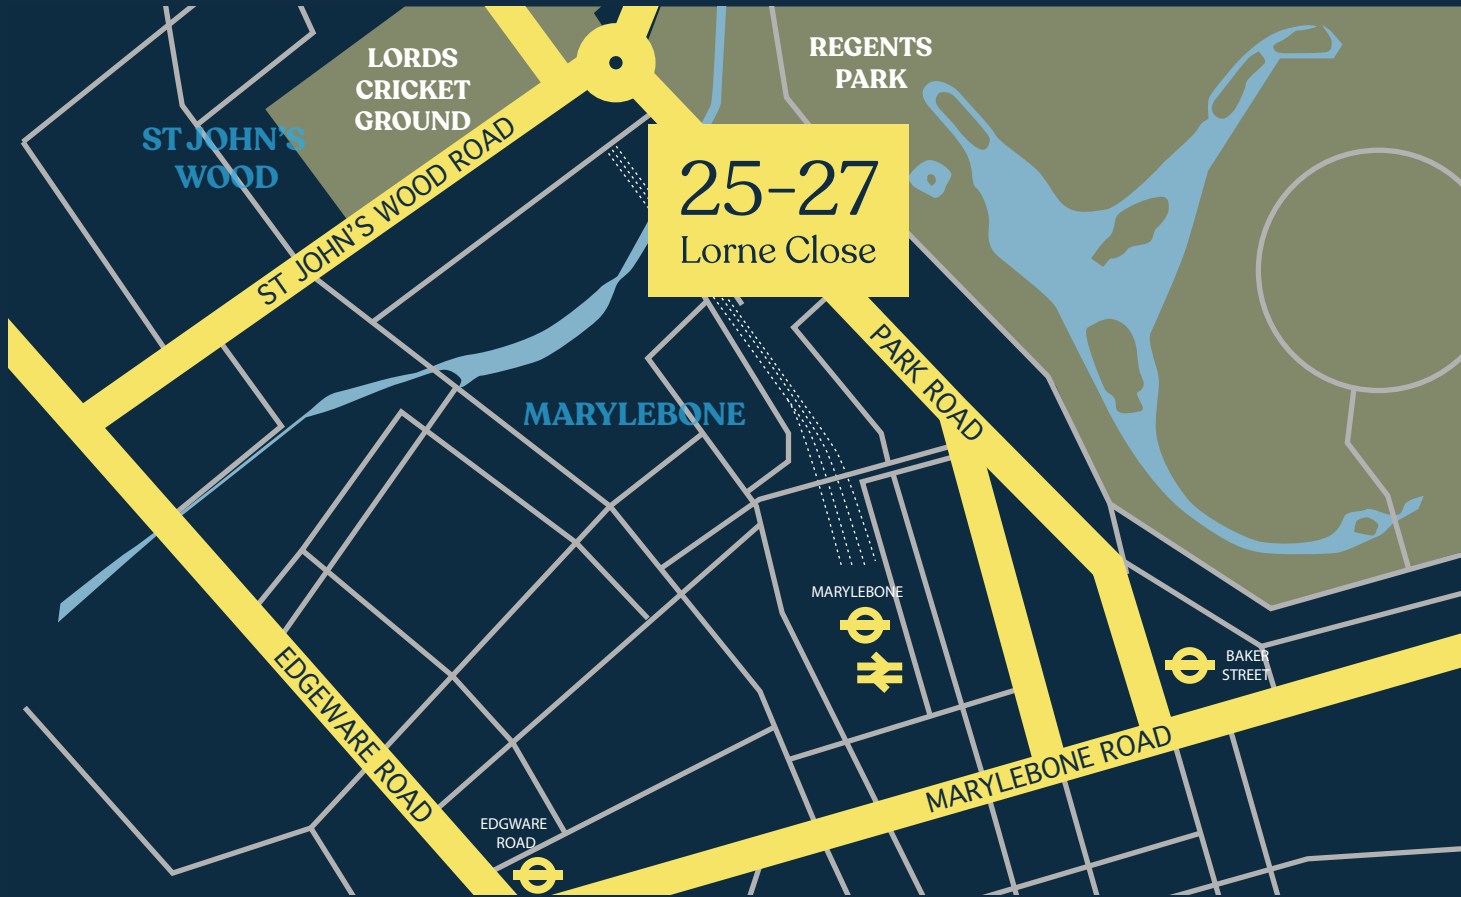 LORDS
CRICKET
GROUND
REGENTS
PARK
ST JOHN'S
WOOD
ST JOHN'S WOOD ROAD
25-27
Lorne Close
PARK ROAD
MARYLEBONE
MARYLEBONE
BAKER
STREET
EDGEWARE ROAD
MARYLEBONE ROAD
EDGWARE
ROAD